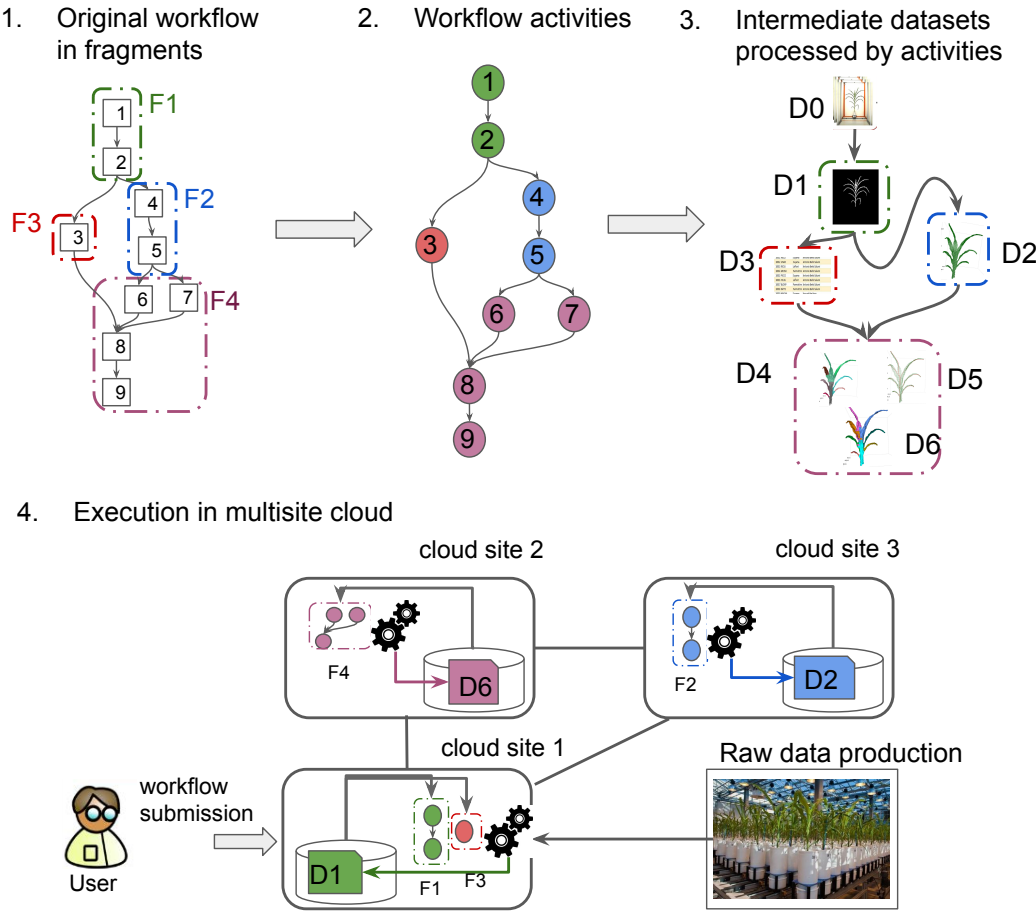 1. Original workflow
in fragments
2. Workflow activities
3. Intermediate datasets
processed by activities
F1
1
2
F3
3
4
F2
5
6
7
F4
8
9
1
2
3
4
5
6
7
8
9
D0
D1
D2
D3
D4
D5
D6
4. Execution in multisite cloud
cloud site 2
cloud site 3
F4
D6
F2
D2
cloud site 1
Raw data production
workflow
submission
User
D1
F1
F3